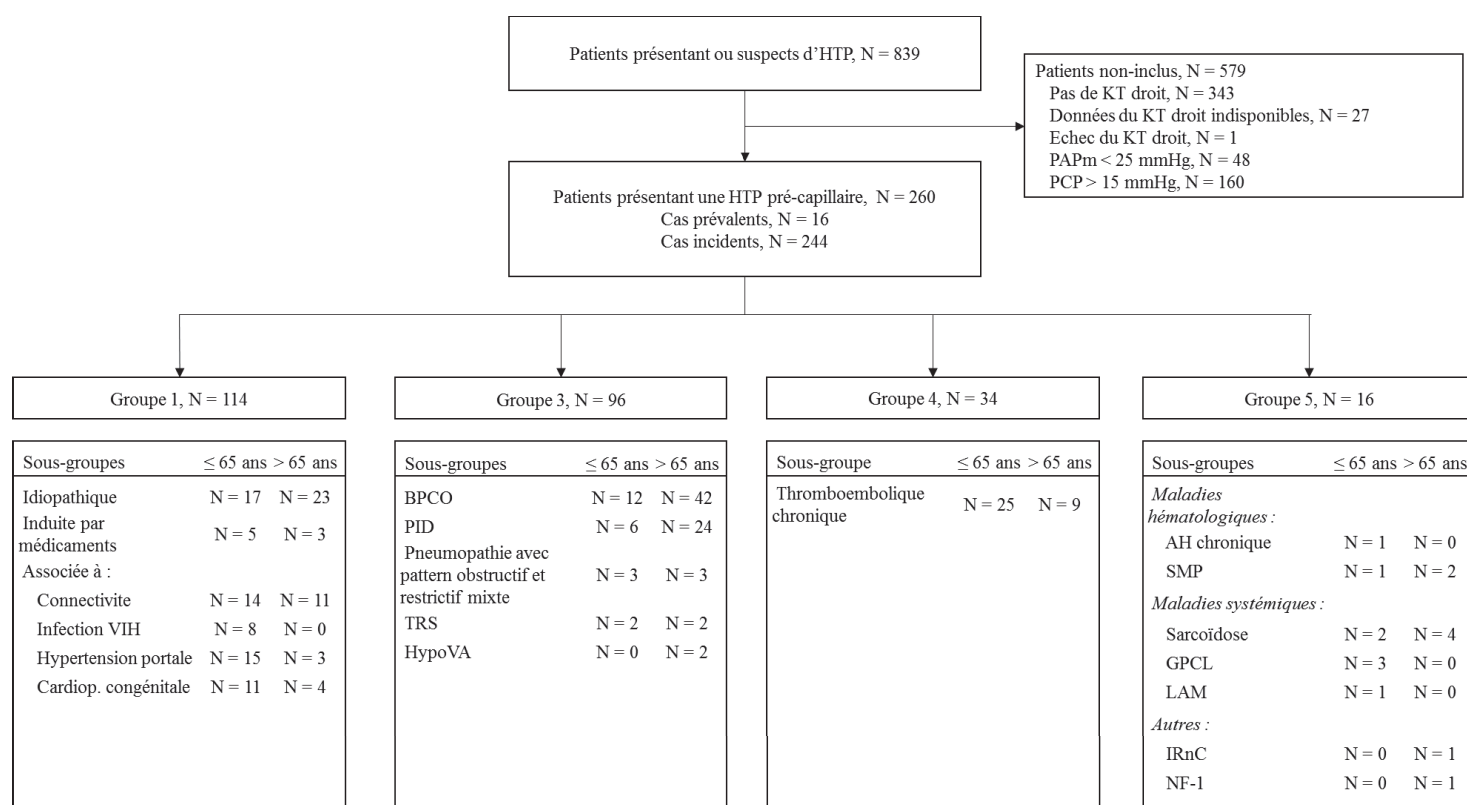 Patients présentant ou suspects d’HTP, N = 839
Patients non-inclus, N = 579
Pas de KT droit, N = 343
Données du KT droit indisponibles, N = 27
Echec du KT droit, N = 1
PAPm < 25 mmHg, N = 48
PCP > 15 mmHg, N = 160
Patients présentant une HTP pré-capillaire, N = 260
Cas prévalents, N = 16
Cas incidents, N = 244
Groupe 1, N = 114
Sous-groupes ≤ 65 ans > 65 ans
Idiopathique N = 17 N = 23
Induite par
médicaments N = 5 N = 3
Associée à :
Connectivite N = 14 N = 11
Infection VIH N = 8 N = 0
Hypertension portale N = 15 N = 3
Cardiop. congénitale N = 11 N = 4
Groupe 3, N = 96
Sous-groupes ≤ 65 ans > 65 ans
BPCO N = 12 N = 42
PID N = 6 N = 24
Pneumopathie avec
pattern obstructif et N = 3 N = 3
restrictif mixte
TRS N = 2 N = 2
HypoVA N = 0 N = 2
Groupe 4, N = 34
Sous-groupe ≤ 65 ans > 65 ans
Thromboembolique N = 25 N = 9
chronique
Groupe 5, N = 16
Sous-groupes ≤ 65 ans > 65 ans
Maladies
hématologiques :
AH chronique N = 1 N = 0
SMP N = 1 N = 2
Maladies systémiques :
Sarcoïdose N = 2 N = 4
GPCL N = 3 N = 0
LAM N = 1 N = 0
Autres :
IRnC N = 0 N = 1
NF-1 N = 0 N = 1